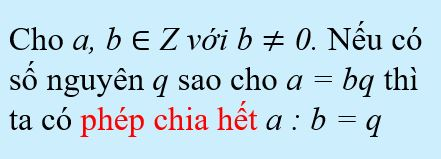 Cho a, b ∈ Z với b ≠ 0. Nếu có
số nguyên q sao cho a = bq thì
ta có phép chia hết a : b = q